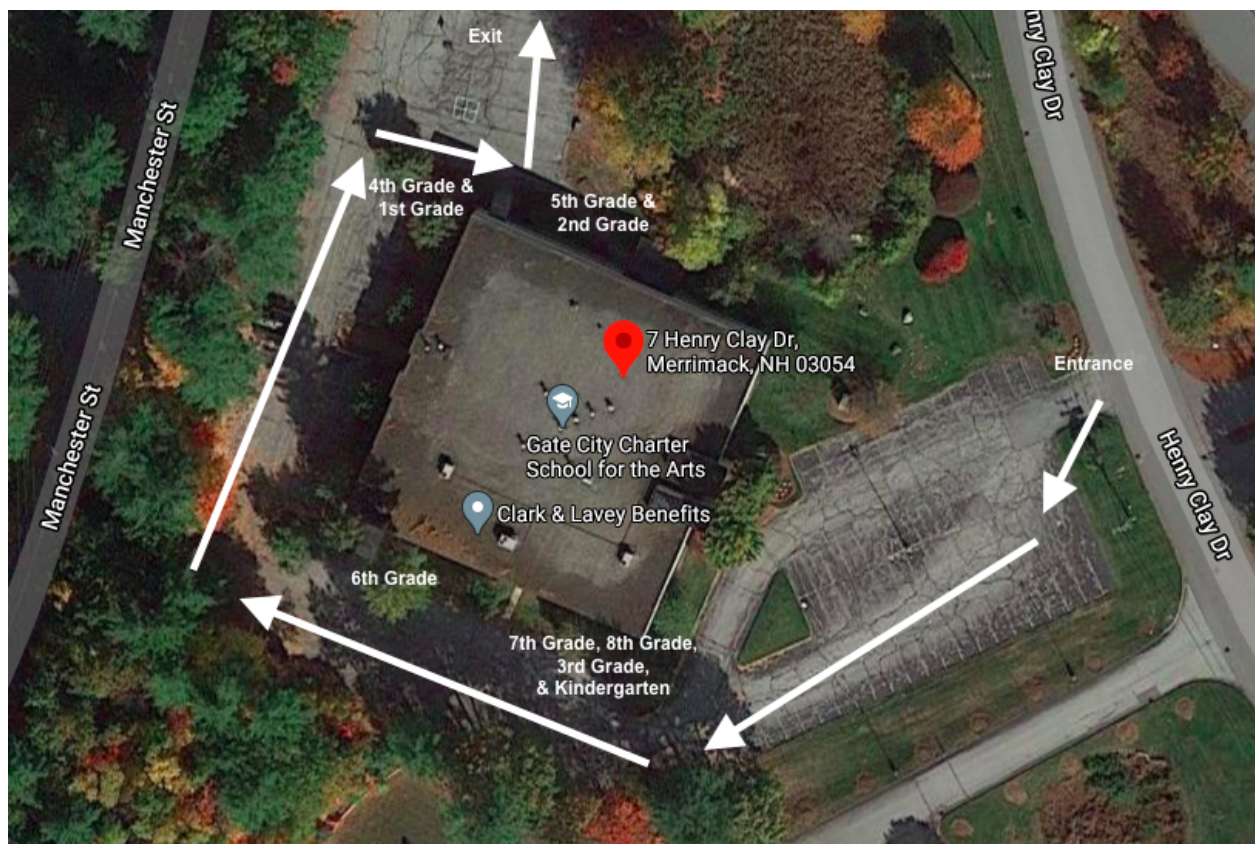 Exit
nny Clay Dr
Manchester St
4th Grade &
1st Grade
5th Grade &
2nd Grade
7 Henry Clay Dr,
Merrimack, NH 03054
Entrance
Gate City Charter
School for the Arts
Manchester St
Henry Clay Dr
Clark & Lavey Benefits
6th Grade
7th Grade, 8th Grade,
3rd Grade,
& Kindergarten